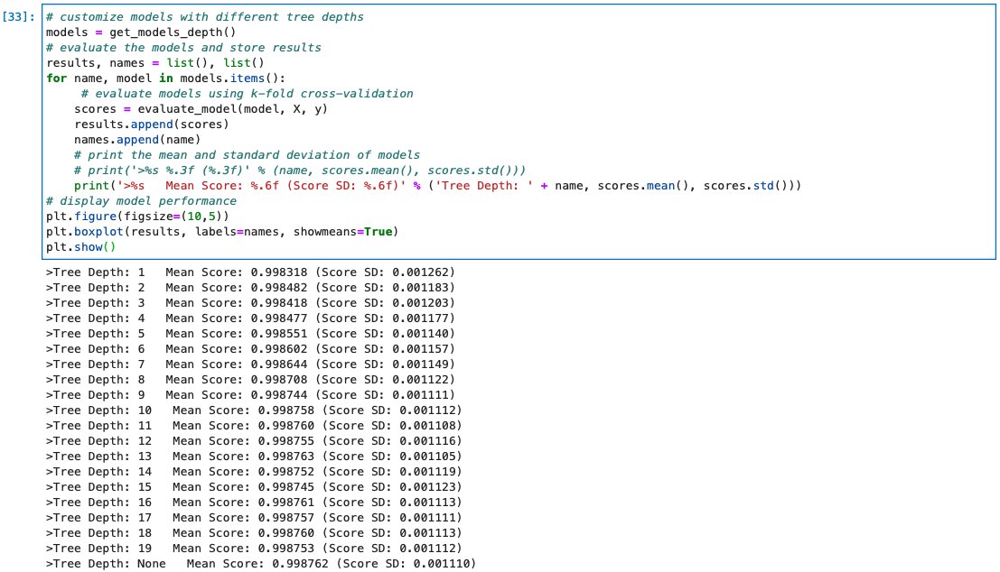 [33]: # customize models with different tree depths
models = get_models_depth()
# evaluate the models and store results
results, names = list(), list()
for name, model in models.items():
     # evaluate models using k-fold cross-validation
    scores = evaluate_model(model, X, y)
    results.append(scores)
    names.append(name)
    # print the mean and standard deviation of models
    # print('>%s %.3f (%.3f)' % (name, scores.mean(), scores.std()))
    print('>%s   Mean Score: %.6f (Score SD: %.6f)' % ('Tree Depth: ' + name, scores.mean(), scores.std()))
# display model performance
plt.figure(figsize=(10,5))
plt.boxplot(results, labels=names, showmeans=True)
plt.show()
>Tree Depth: 1   Mean Score: 0.998318 (Score SD: 0.001262)
>Tree Depth: 2   Mean Score: 0.998482 (Score SD: 0.001183)
>Tree Depth: 3   Mean Score: 0.998418 (Score SD: 0.001203)
>Tree Depth: 4   Mean Score: 0.998477 (Score SD: 0.001177)
>Tree Depth: 5   Mean Score: 0.998551 (Score SD: 0.001140)
>Tree Depth: 6   Mean Score: 0.998602 (Score SD: 0.001157)
>Tree Depth: 7   Mean Score: 0.998644 (Score SD: 0.001149)
>Tree Depth: 8   Mean Score: 0.998708 (Score SD: 0.001122)
>Tree Depth: 9   Mean Score: 0.998744 (Score SD: 0.001111)
>Tree Depth: 10   Mean Score: 0.998758 (Score SD: 0.001112)
>Tree Depth: 11   Mean Score: 0.998760 (Score SD: 0.001108)
>Tree Depth: 12   Mean Score: 0.998755 (Score SD: 0.001116)
>Tree Depth: 13   Mean Score: 0.998763 (Score SD: 0.001105)
>Tree Depth: 14   Mean Score: 0.998752 (Score SD: 0.001119)
>Tree Depth: 15   Mean Score: 0.998745 (Score SD: 0.001123)
>Tree Depth: 16   Mean Score: 0.998761 (Score SD: 0.001113)
>Tree Depth: 17   Mean Score: 0.998757 (Score SD: 0.001111)
>Tree Depth: 18   Mean Score: 0.998760 (Score SD: 0.001113)
>Tree Depth: 19   Mean Score: 0.998753 (Score SD: 0.001112)
>Tree Depth: None   Mean Score: 0.998762 (Score SD: 0.001110)